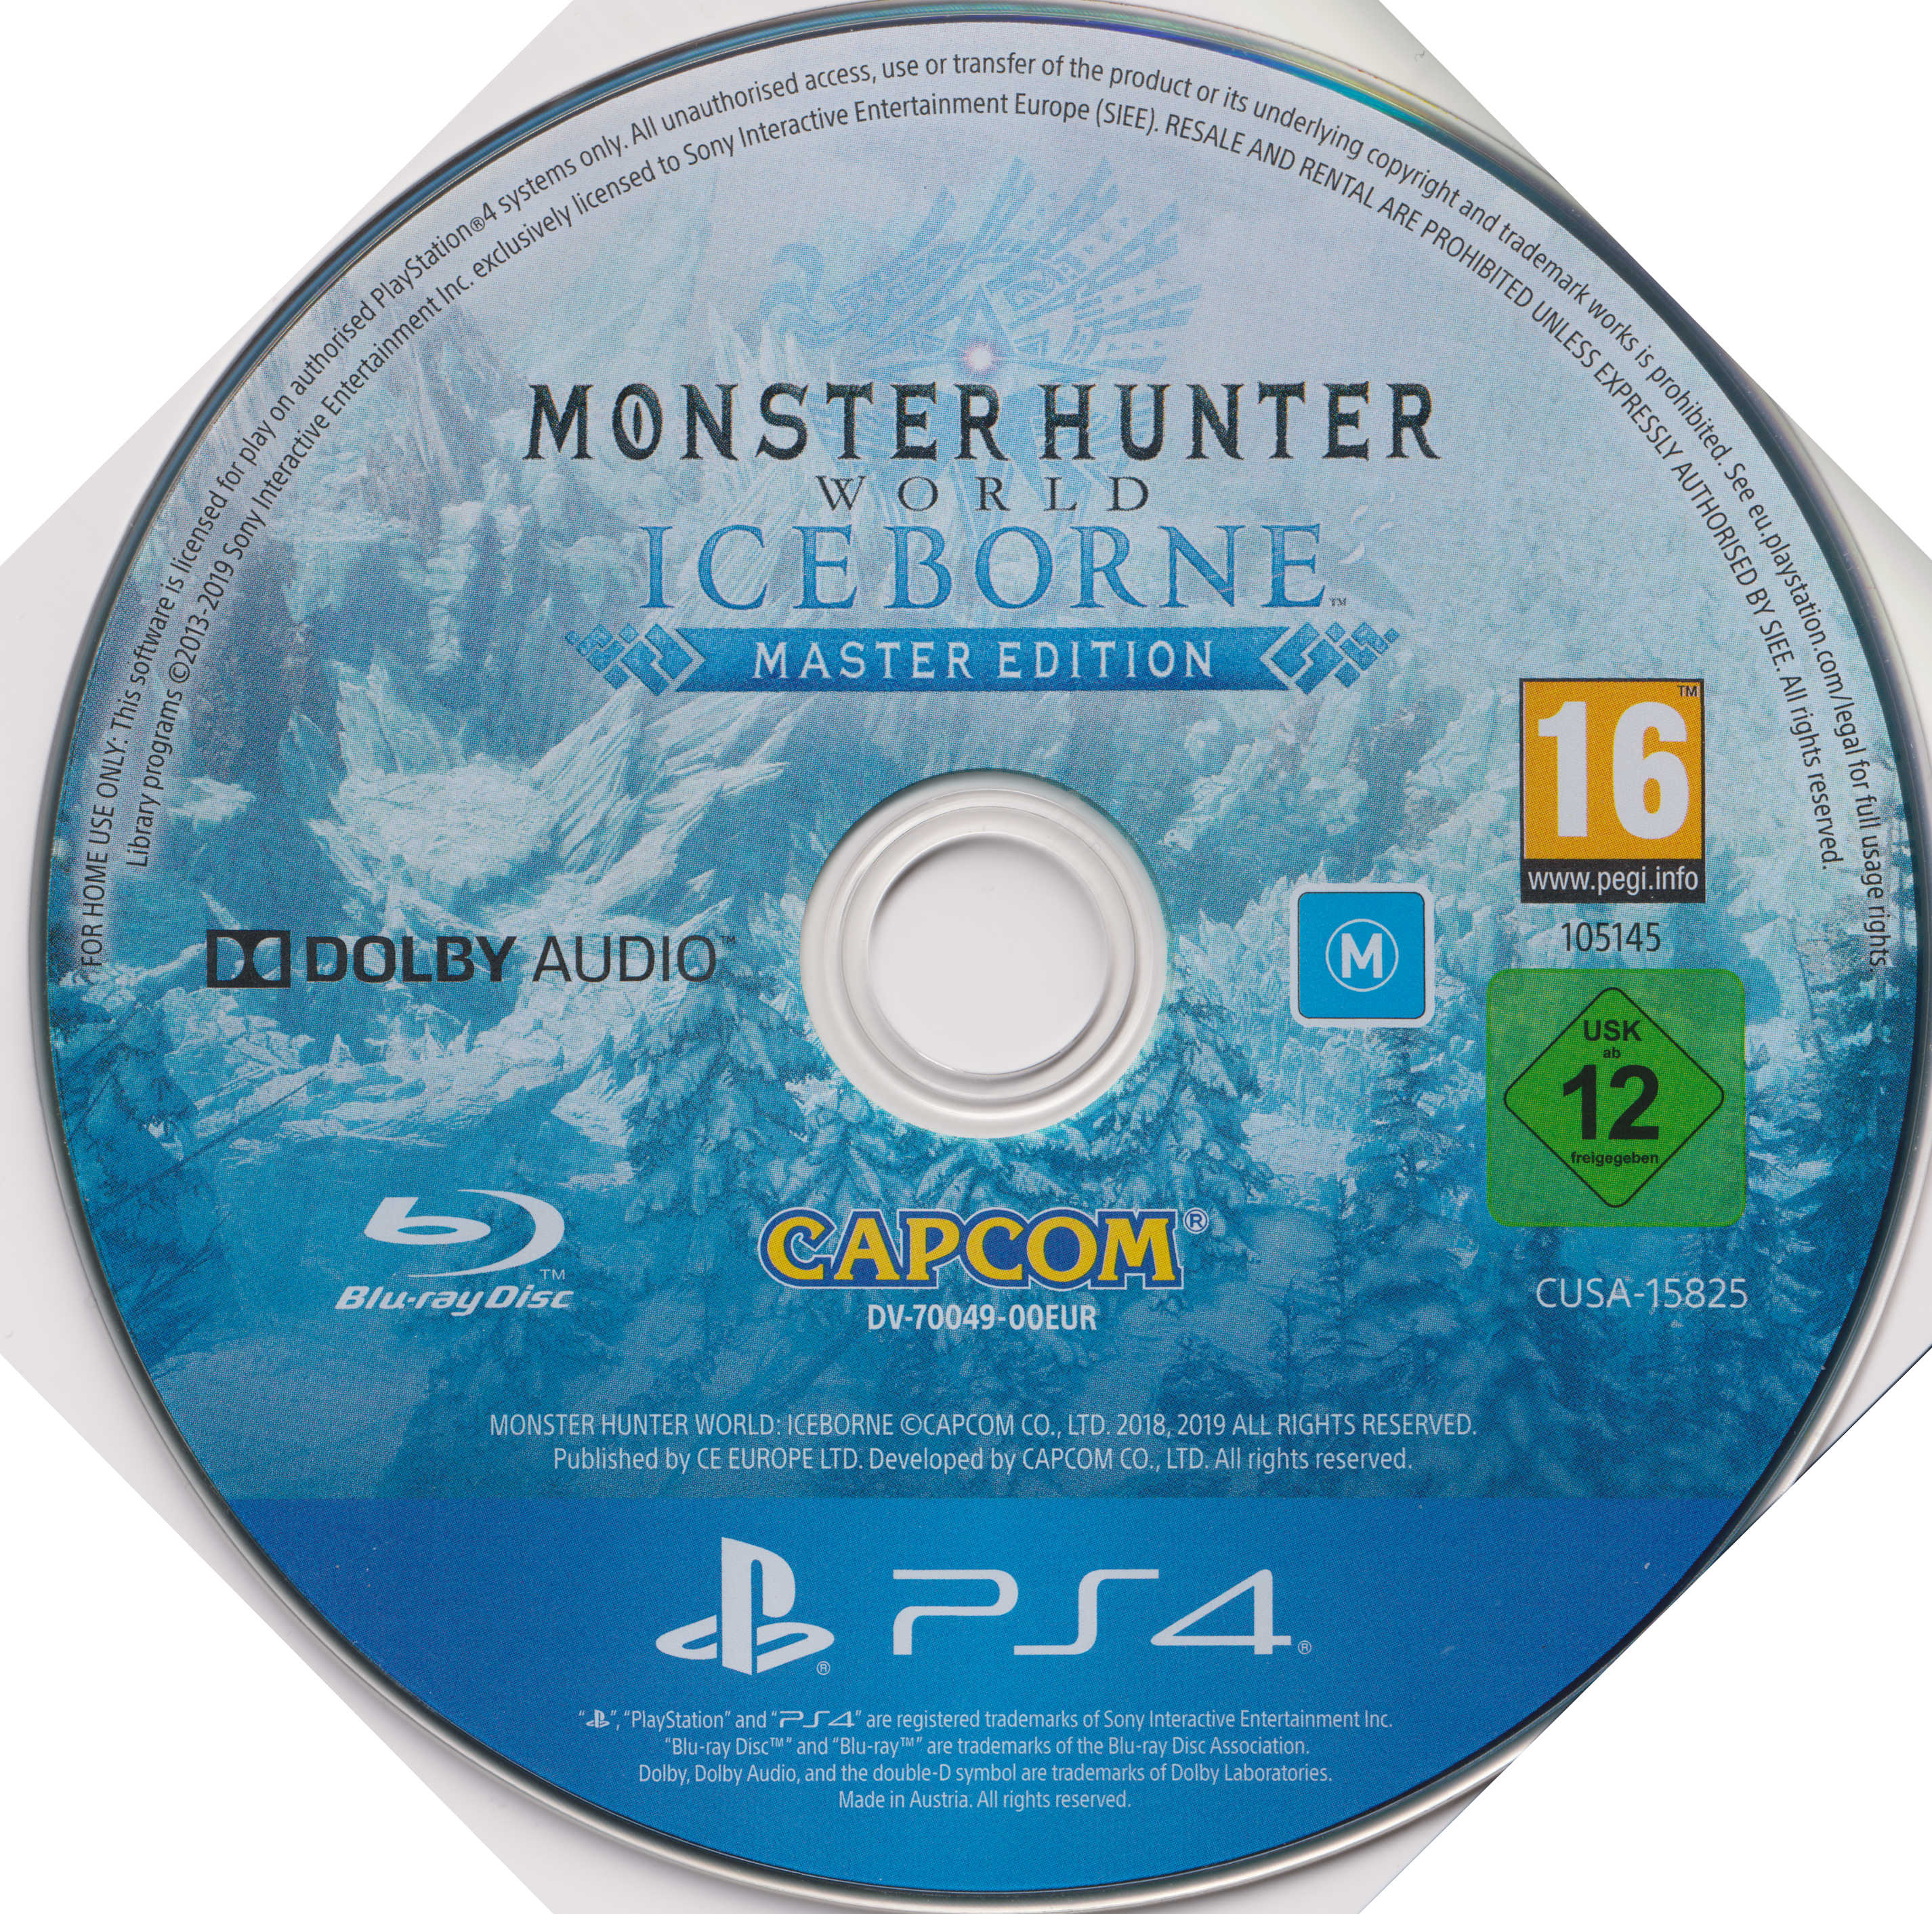 FOR HOME USE ONLY: This software is licensed for play on authorised PlayStation®4 systems only. All unauthorised access, use or transfer of the product or its underlying copyright and trademark works is prohibited. See eu.playstation.com/legal for full usage rights.
Library programs ©2013-2019 Sony Interactive Entertainment Inc. exclusively licensed to Sony Interactive Entertainment Europe (SIEE). RESALE AND RENTAL ARE PROHIBITED UNLESS EXPRESSLY AUTHORISED BY SIEE. All rights reserved.
MONSTER HUNTER
WORLD
ICEBORNE™
MASTER EDITION
16™
www.pegi.info
105145
DOLBY AUDIO™
M
USK
ab
12
freigegeben
Blu-ray Disc™
CAPCOM®
DV-70049-00EUR
CUSA-15825
MONSTER HUNTER WORLD: ICEBORNE ©CAPCOM CO., LTD. 2018, 2019 ALL RIGHTS RESERVED.
Published by CE EUROPE LTD. Developed by CAPCOM CO., LTD. All rights reserved.
® PS4®
“PS”, “PlayStation” and “PS4” are registered trademarks of Sony Interactive Entertainment Inc.
“Blu-ray Disc™” and “Blu-ray™” are trademarks of the Blu-ray Disc Association.
Dolby, Dolby Audio, and the double-D symbol are trademarks of Dolby Laboratories.
Made in Austria. All rights reserved.